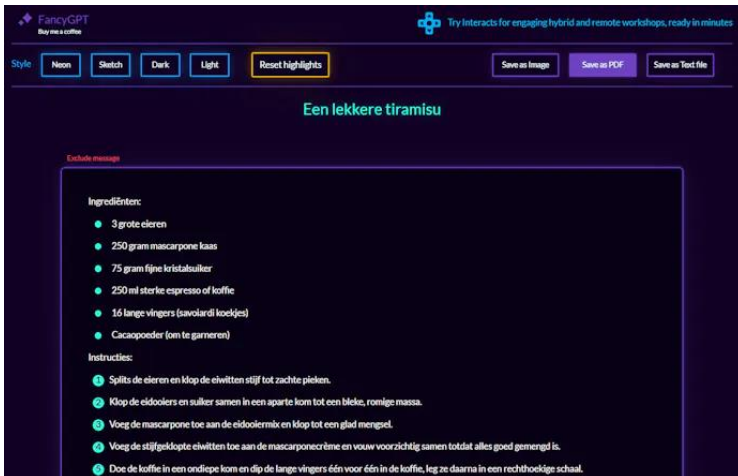 FancyGPT
Buy me a coffee
Try Interacts for engaging hybrid and remote workshops, ready in minutes
Style Neon Sketch Dark Light Reset highlights Save as Image Save as PDF Save as Text file
Een lekkere tiramisu
Exclude message
Ingrediënten:
3 grote eieren
250 gram mascarpone kaas
75 gram fijne kristalsuiker
250 ml sterke espresso of koffie
16 lange vingers (savoiardi koekjes)
Cacaopoeder (om te garneren)
Instructies:
1 Splits de eieren en klop de eiwitten stijf tot zachte pieken.
2 Klop de eidooiers en suiker samen in een aparte kom tot een bleke, romige massa.
3 Voeg de mascarpone toe aan de eidooiermix en klop tot een glad mengsel.
4 Voeg de stijfgeklopte eiwitten toe aan de mascarponecrème en vouw voorzichtig samen totdat alles goed gemengd is.
5 Doe de koffie in een ondiepe kom en dip de lange vingers één voor één in de koffie, leg ze daarna in een rechthoekige schaal.